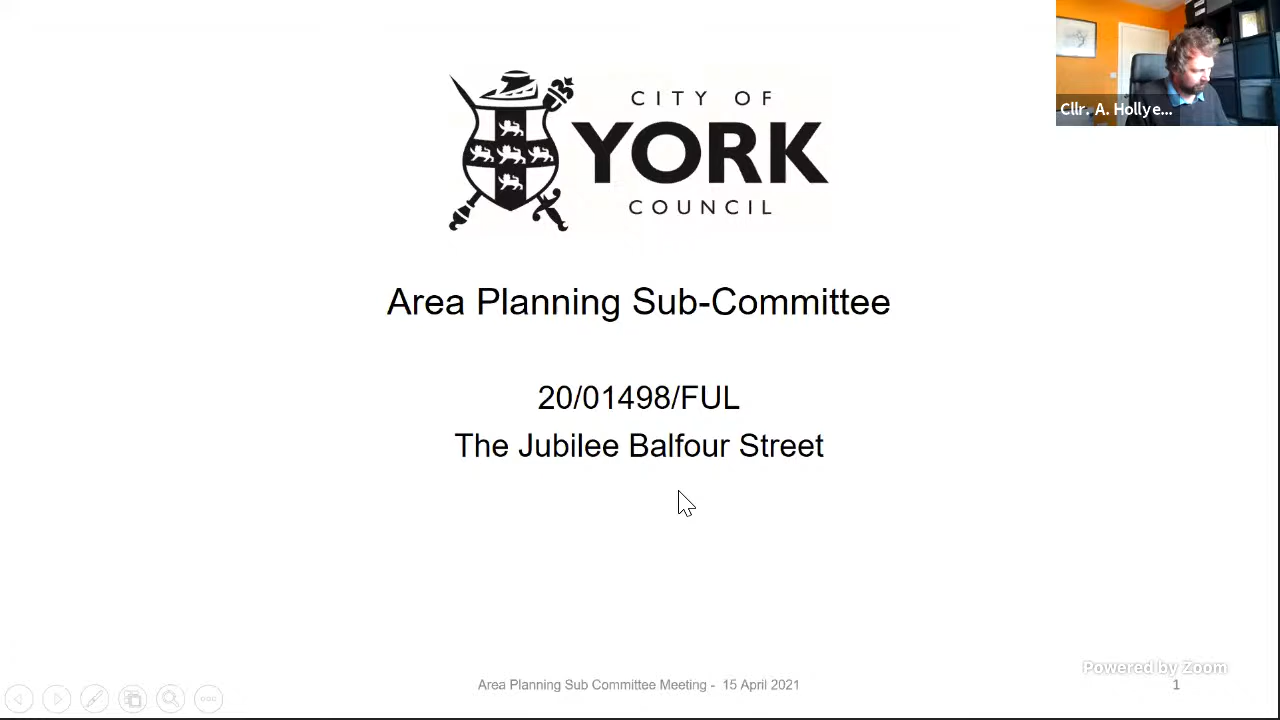 CITY OF
YORK
COUNCIL
Cllr. A. Hollye...
Area Planning Sub-Committee
20/01498/FUL
The Jubilee Balfour Street
Powered by Zoom
Area Planning Sub Committee Meeting - 15 April 2021
1